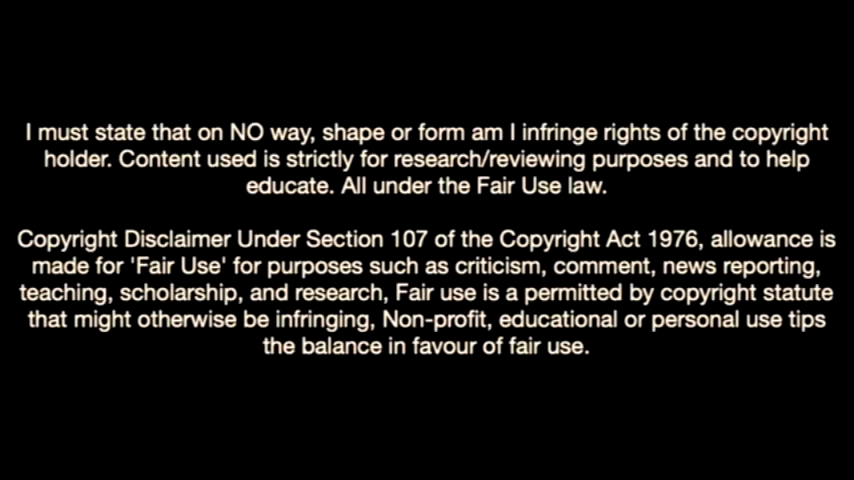 I must state that on NO way, shape or form am I infringe rights of the copyright
holder. Content used is strictly for research/reviewing purposes and to help
educate. All under the Fair Use law.
Copyright Disclaimer Under Section 107 of the Copyright Act 1976, allowance is
made for 'Fair Use' for purposes such as criticism, comment, news reporting,
teaching, scholarship, and research, Fair use is a permitted by copyright statute
that might otherwise be infringing, Non-profit, educational or personal use tips
the balance in favour of fair use.